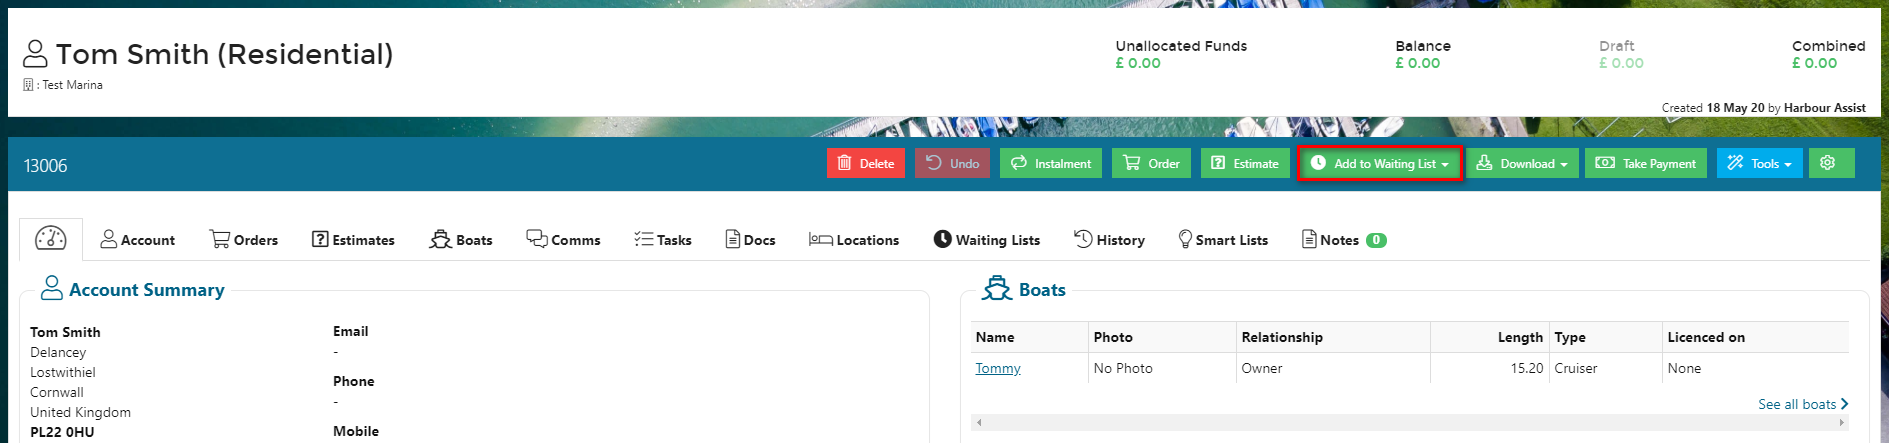 Tom Smith (Residential)
: Test Marina
Unallocated Funds
£ 0.00
Balance
£ 0.00
Draft
£ 0.00
Combined
£ 0.00
Created 18 May 20 by Harbour Assist
13006
Delete
Undo
Instalment
Order
Estimate
Add to Waiting List
Download
Take Payment
Tools
Account
Orders
Estimates
Boats
Comms
Tasks
Docs
Locations
Waiting Lists
History
Smart Lists
Notes 0
Account Summary
Tom Smith
Delancey
Lostwithiel
Cornwall
United Kingdom
PL22 0HU
Email
-
Phone
-
Mobile
Boats
Name Photo Relationship Length Type Licenced on
Tommy No Photo Owner 15.20 Cruiser None
See all boats